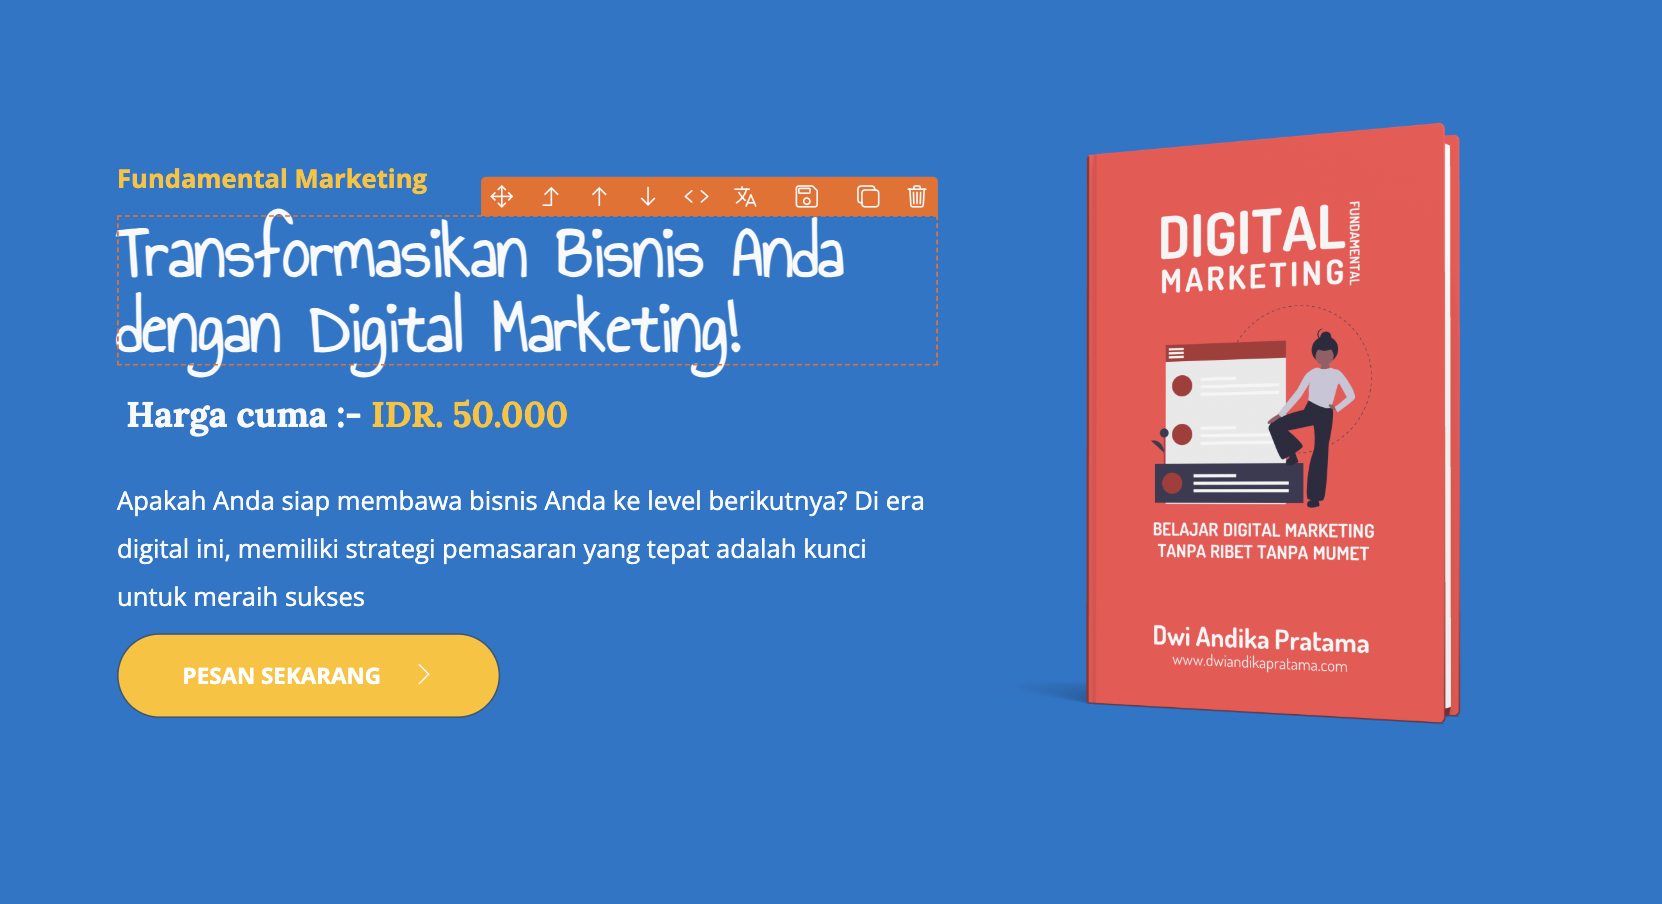 Fundamental Marketing
Transformasikan Bisnis Anda
dengan Digital Marketing!
Harga cuma :- IDR. 50.000
Apakah Anda siap membawa bisnis Anda ke level berikutnya? Di era
digital ini, memiliki strategi pemasaran yang tepat adalah kunci
untuk meraih sukses
PESAN SEKARANG
DIGITAL
FUNDAMENTAL
MARKETING
BELAJAR DIGITAL MARKETING
TANPA RIBET TANPA MUMET
Dwi Andika Pratama
www.dwiandikapratama.com